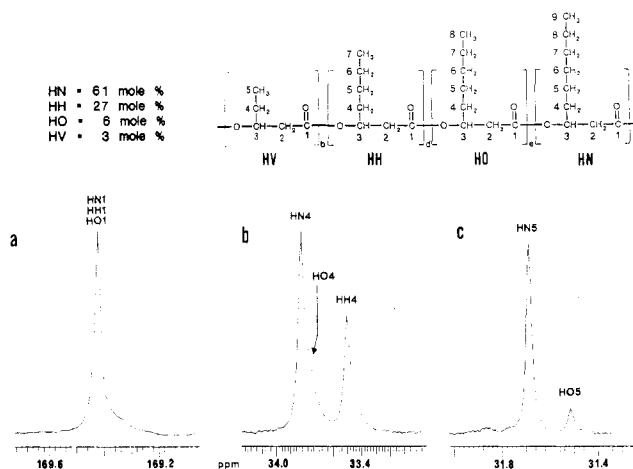 9 CH₃
8 CH₃ 8 CH₂
7 CH₃ 7 CH₂ 7 CH₂
6 CH₂ 6 CH₂ 6 CH₂
5 CH₃ 5 CH₂ 5 CH₂ 5 CH₂
4 CH₂ O 4 CH₂ O 4 CH₂ O 4 CH₂ O
O CH CH₂ C O CH CH₂ C O CH CH₂ C O CH CH₂ C
3 2 1 b 3 2 1 d 3 2 1 e 3 2 1
HV HH HO HN
HN = 61 mole %
HH = 27 mole %
HO = 6 mole %
HV = 3 mole %
a
HN1
HH1
HO1
169.6 169.2
b
HN4
HO4
HH4
ppm 34.0 33.4
c
HN5
HO5
31.8 31.4